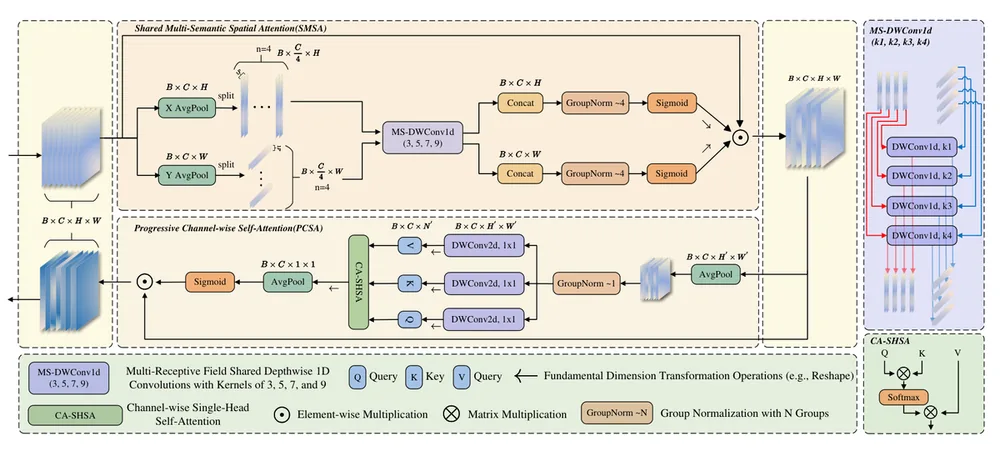 Shared Multi-Semantic Spatial Attention(SMSA)
n=4
B × C/4 × H
B × C × H
split
X AvgPool
B × C × W
split
Y AvgPool
B × C/4 × W
n=4
MS-DWConv1d
(3, 5, 7, 9)
B × C × H
Concat
GroupNorm ~4
Sigmoid
B × C × W
Concat
GroupNorm ~4
Sigmoid
B × C × H × W
MS-DWConv1d
(k1, k2, k3, k4)
DWConv1d, k1
DWConv1d, k2
DWConv1d, k3
DWConv1d, k4
B × C × H × W
Progressive Channel-wise Self-Attention(PCSA)
B × C × N′
B × C × H′ × W′
V
DWConv2d, 1x1
K
DWConv2d, 1x1
Q
DWConv2d, 1x1
CA-SHSA
B × C × 1 × 1
AvgPool
Sigmoid
GroupNorm ~1
B × C × H′ × W′
AvgPool
CA-SHSA
Q K V
Softmax
MS-DWConv1d
(3, 5, 7, 9)
Multi-Receptive Field Shared Depthwise 1D
Convolutions with Kernels of 3, 5, 7, and 9
Q Query K Key V Query
Fundamental Dimension Transformation Operations (e.g., Reshape)
CA-SHSA
Channel-wise Single-Head
Self-Attention
Element-wise Multiplication
Matrix Multiplication
GroupNorm ~N
Group Normalization with N Groups